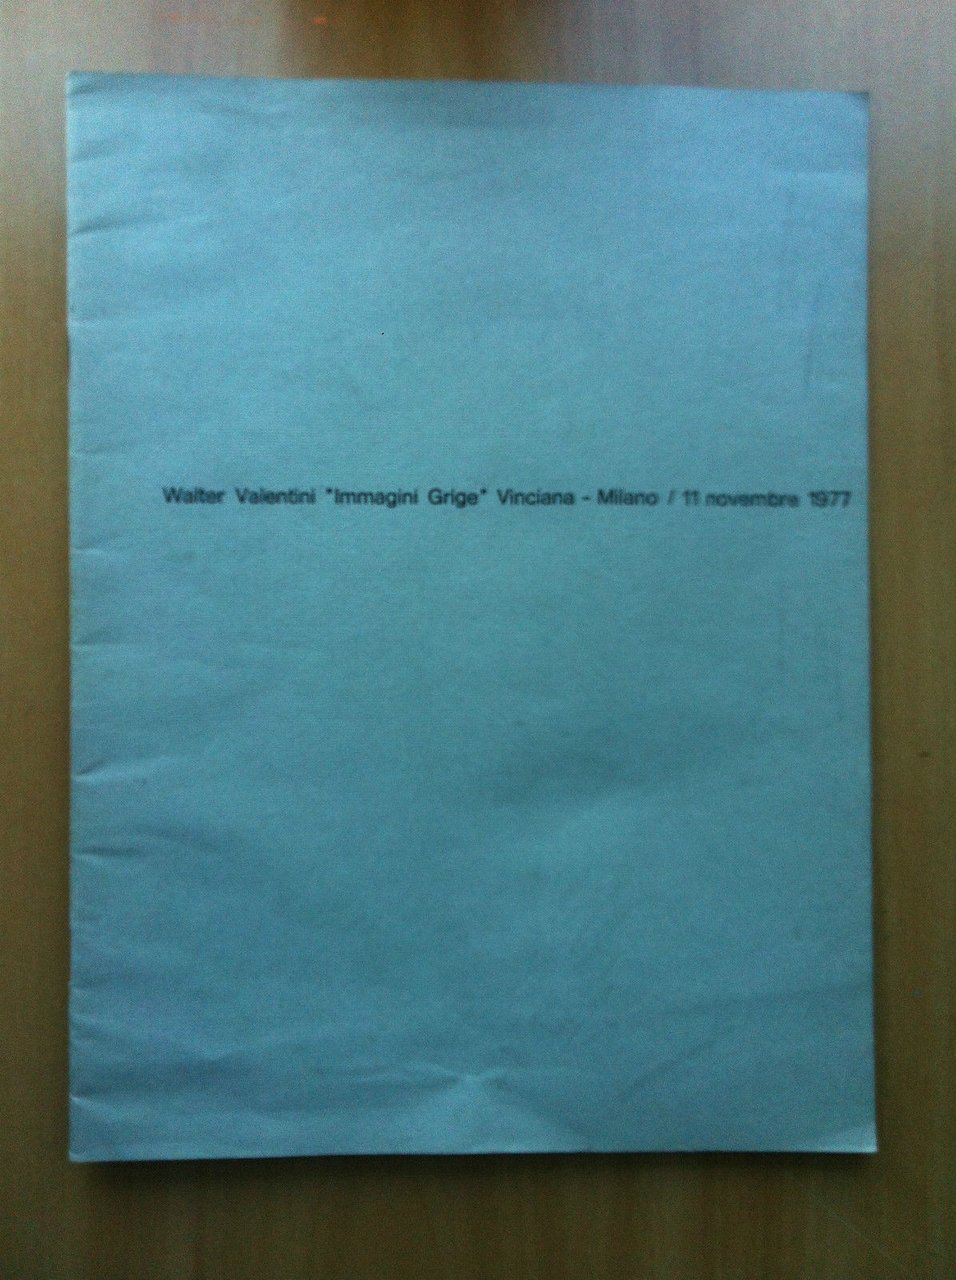 Walter Valentini "Immagini Grige" Vinciana - Milano / 11 novembre 1977